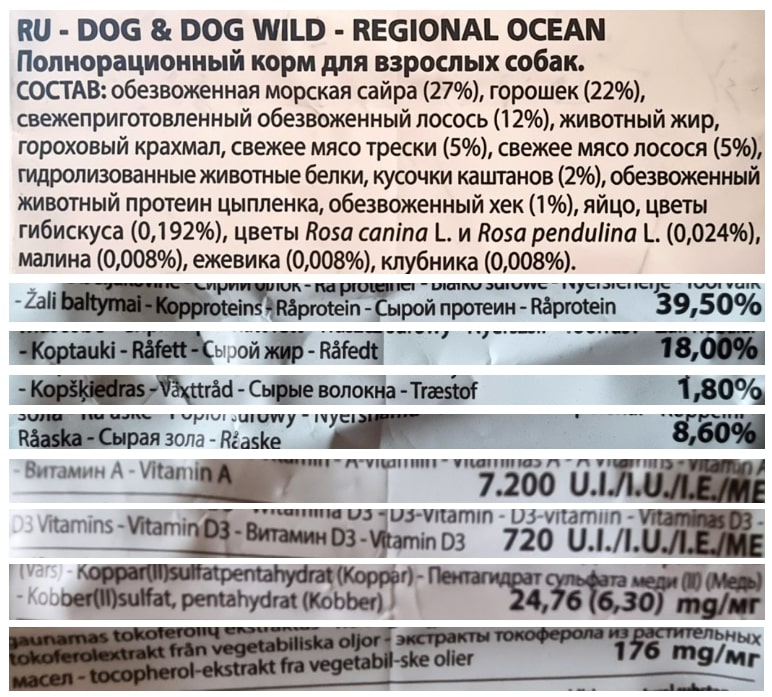 RU - DOG & DOG WILD - REGIONAL OCEAN
Полнорационный корм для взрослых собак.
СОСТАВ: обезвоженная морская сайра (27%), горошек (22%),
свежеприготовленный обезвоженный лосось (12%), животный жир,
гороховый крахмал, свежее мясо трески (5%), свежее мясо лосося (5%),
гидролизованные животные белки, кусочки каштанов (2%), обезвоженный
животный протеин цыпленка, обезвоженный хек (1%), яйцо, цветы
гибискуса (0,192%), цветы Rosa canina L. и Rosa pendulina L. (0,024%),
малина (0,008%), ежевика (0,008%), клубника (0,008%).
- Žali baltymai - Kopproteins - Råprotein - Сырой протеин - Råprotein 39,50%
- Koptauki - Råfett - Сырой жир - Råfedt 18,00%
- Kopšķiedras - Växttråd - Сырые волокна - Træstof 1,80%
Råaska - Сырая зола - Råaske 8,60%
- Витамин A - Vitamin A 7.200 U.I./I.U./I.E./ME
D3 Vitamins - Vitamin D3 - Витамин D3 - Vitamin D3 720 U.I./I.U./I.E./ME
(Vars) - Koppar(II)sulfatpentahydrat (Koppar) - Пентагидрат сульфата меди (II) (Медь)
- Kobber(II)sulfat, pentahydrat (Kobber) 24,76 (6,30) mg/мг
gaunamas tokoferolių
tokoferolextrakt från vegetabiliska oljor - экстракты токоферола из растительных
масел - tocopherol-ekstrakt fra vegetabil-ske olier 176 mg/мг